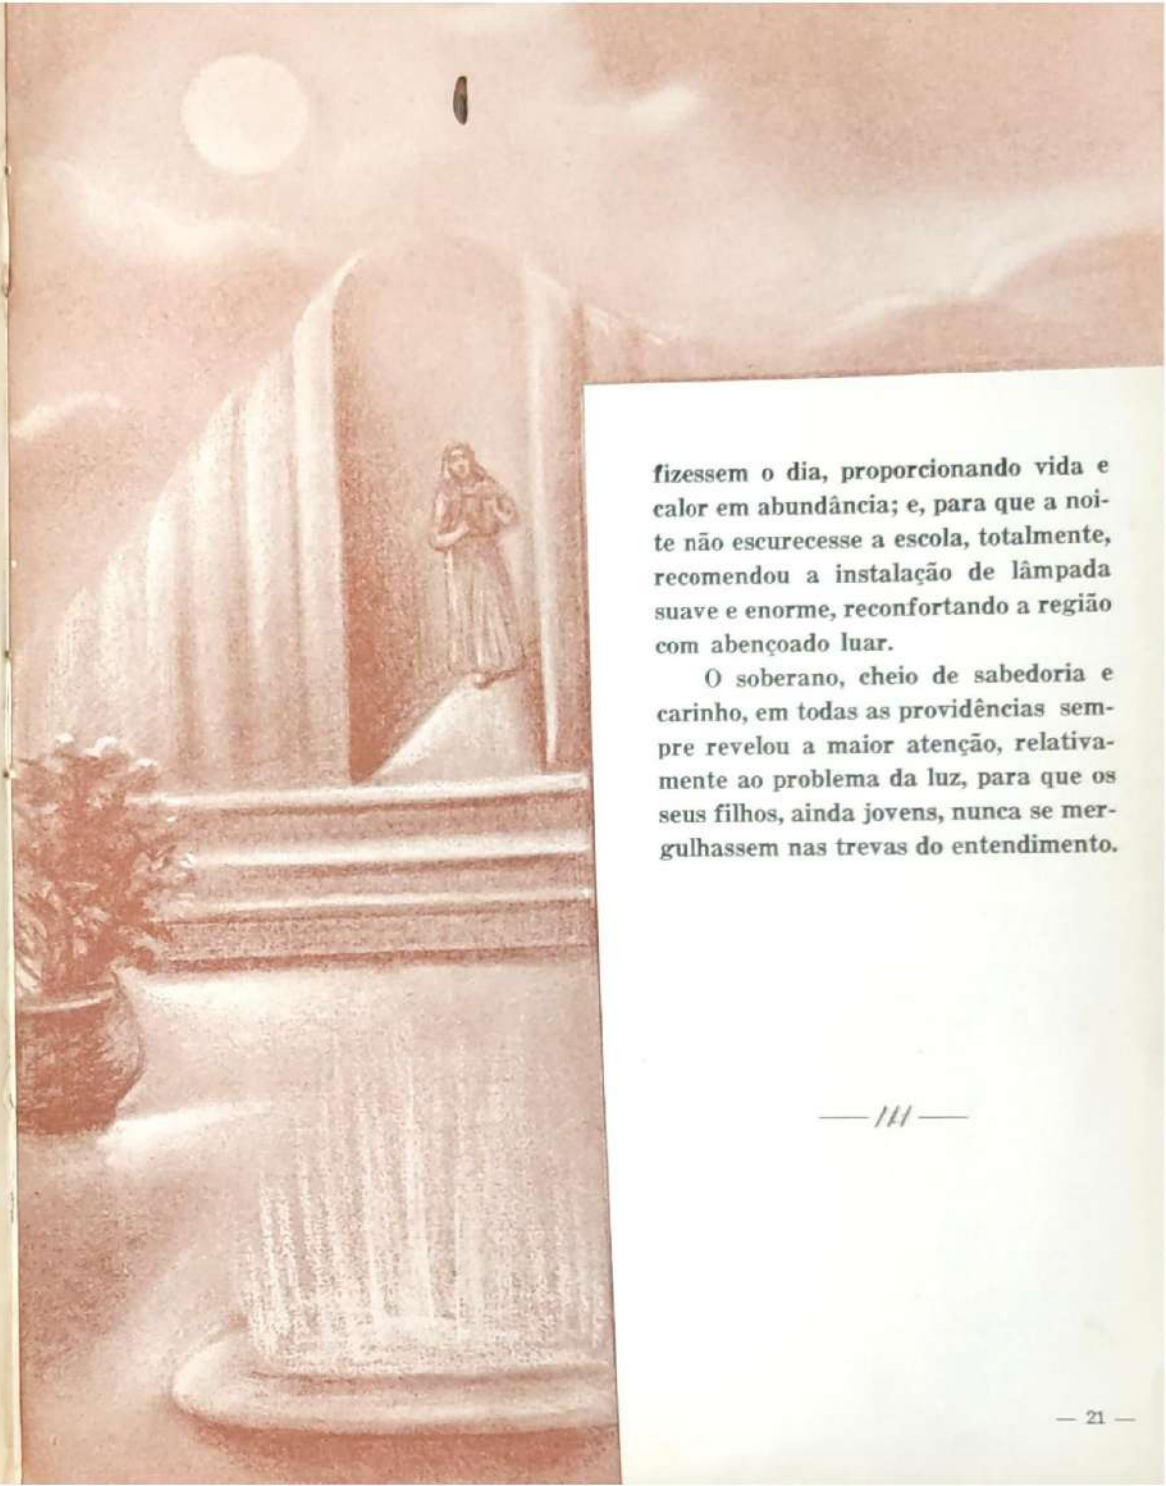 fizessem o dia, proporcionando vida e
calor em abundância; e, para que a noi-
te não escurecesse a escola, totalmente,
recomendou a instalação de lâmpada
suave e enorme, reconfortando a região
com abençoado luar.
O soberano, cheio de sabedoria e
carinho, em todas as providências sem-
pre revelou a maior atenção, relativa-
mente ao problema da luz, para que os
seus filhos, ainda jovens, nunca se mer-
gulhassem nas trevas do entendimento.
— 21 —